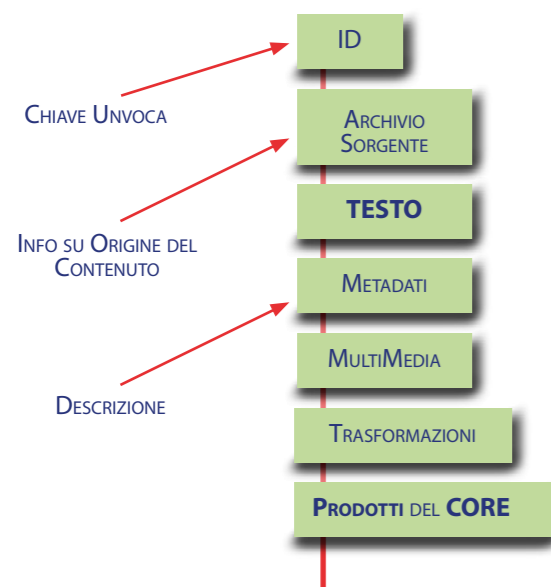 ID
CHIAVE UNVOCA
ARCHIVIO
SORGENTE
TESTO
INFO SU ORIGINE DEL
CONTENUTO
METADATI
MULTIMEDIA
DESCRIZIONE
TRASFORMAZIONI
PRODOTTI DEL CORE